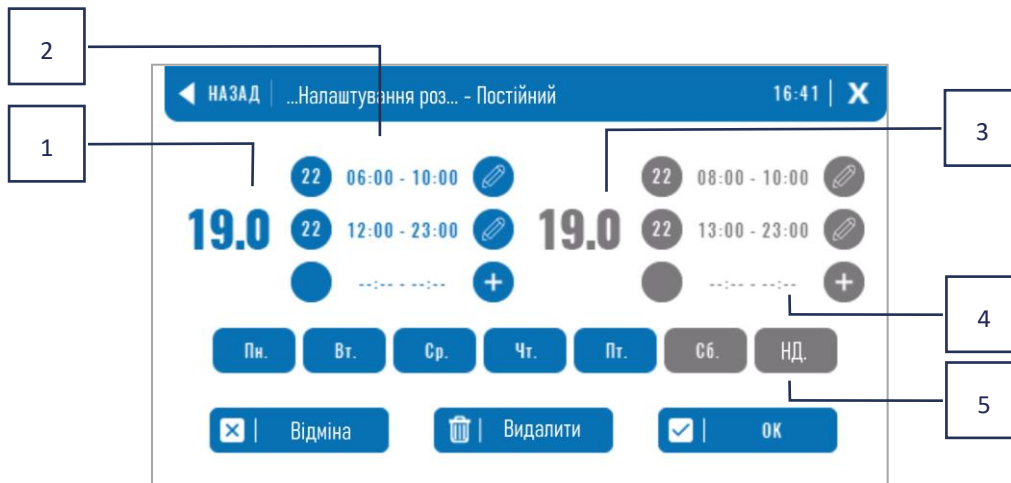 2
НАЗАД ...Налаштування роз... - Постійний 16:41 X
1
3
22 06:00 - 10:00
22 08:00 - 10:00
19.0
22 12:00 - 23:00
19.0
22 13:00 - 23:00
--:-- - --:-- +
--:-- - --:-- +
4
Пн. Вт. Ср. Чт. Пт. Сб. НД.
5
Відміна Видалити ОК